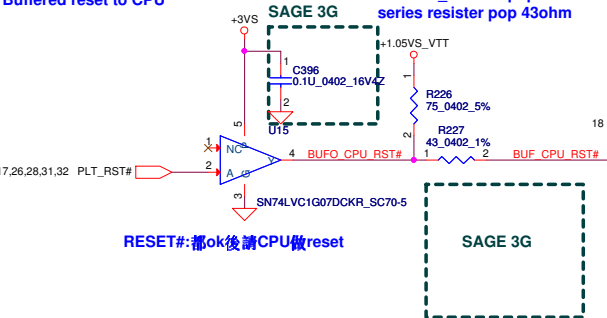 Buffered reset to CPU
series resister pop 43ohm
SAGE 3G
+3VS
+1.05VS_VTT
1
C396
0.1U_0402_16V4Z
2
U15
1
R226
75_0402_5%
2
R227
43_0402_1%
18
5
1
NC
P
2
A
G
Y
4
BUFO_CPU_RST#
1
2
BUF_CPU_RST#
17,26,28,31,32 PLT_RST#
3
SN74LVC1G07DCKR_SC70-5
RESET#:都ok後請CPU做reset
SAGE 3G